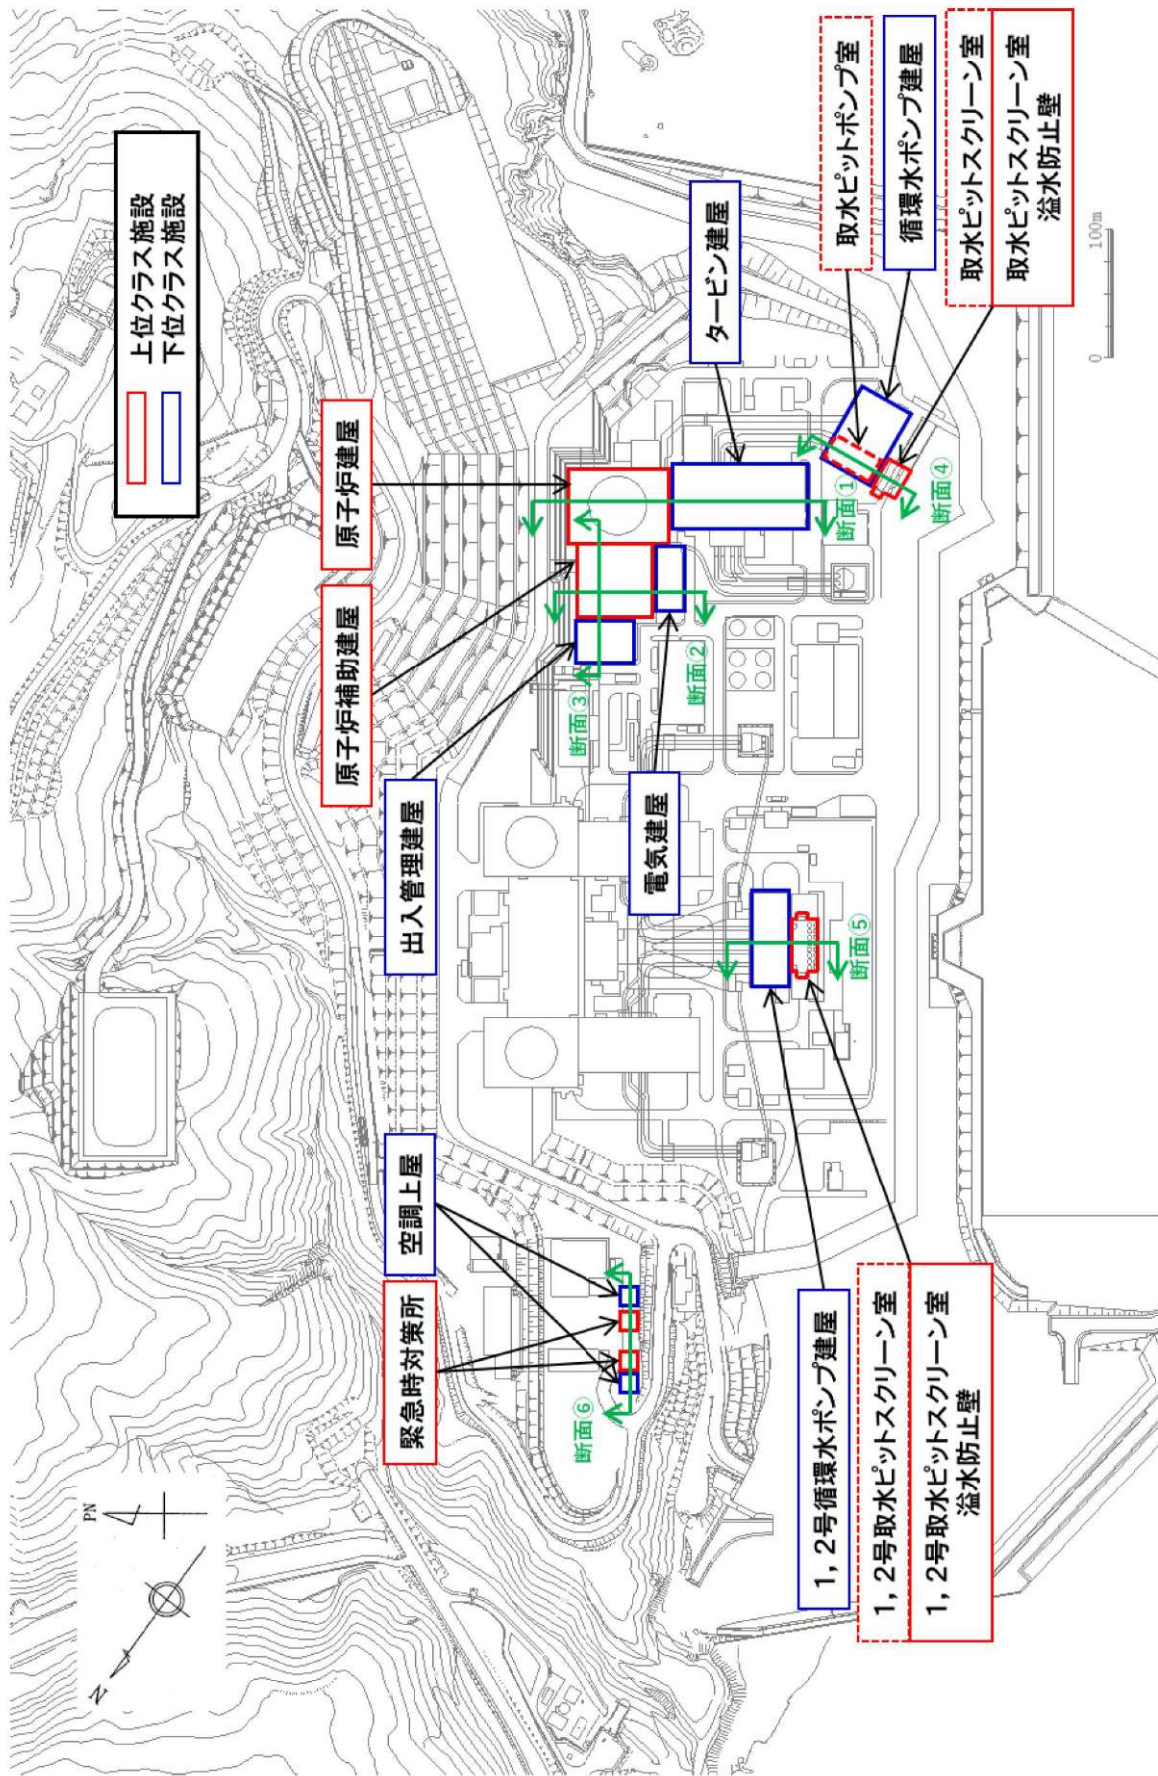 上位クラス施設
下位クラス施設
原子炉建屋
原子炉補助建屋
出入管理建屋
空調上屋
緊急時対策所
タービン建屋
取水ピットポンプ室
循環水ポンプ建屋
取水ピットスクリーン室
取水ピットスクリーン室
溢水防止壁
電気建屋
1,2号循環水ポンプ建屋
1,2号取水ピットスクリーン室
1,2号取水ピットスクリーン室
溢水防止壁
断面①
断面②
断面③
断面④
断面⑤
断面⑥
PN
N
0 100m